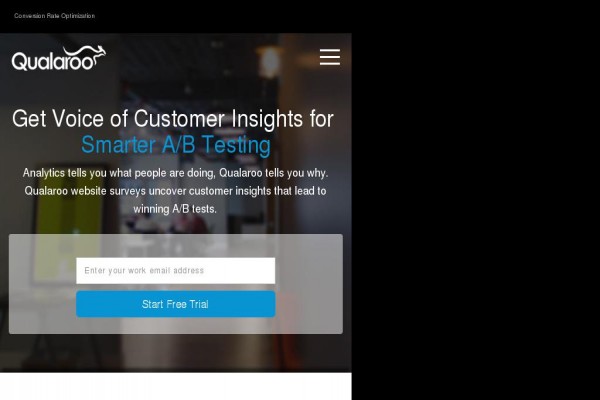 Conversion Rate Optimization
Qualaroo
Get Voice of Customer Insights for
Smarter A/B Testing
Analytics tells you what people are doing, Qualaroo tells you why.
Qualaroo website surveys uncover customer insights that lead to
winning A/B tests.
Enter your work email address
Start Free Trial